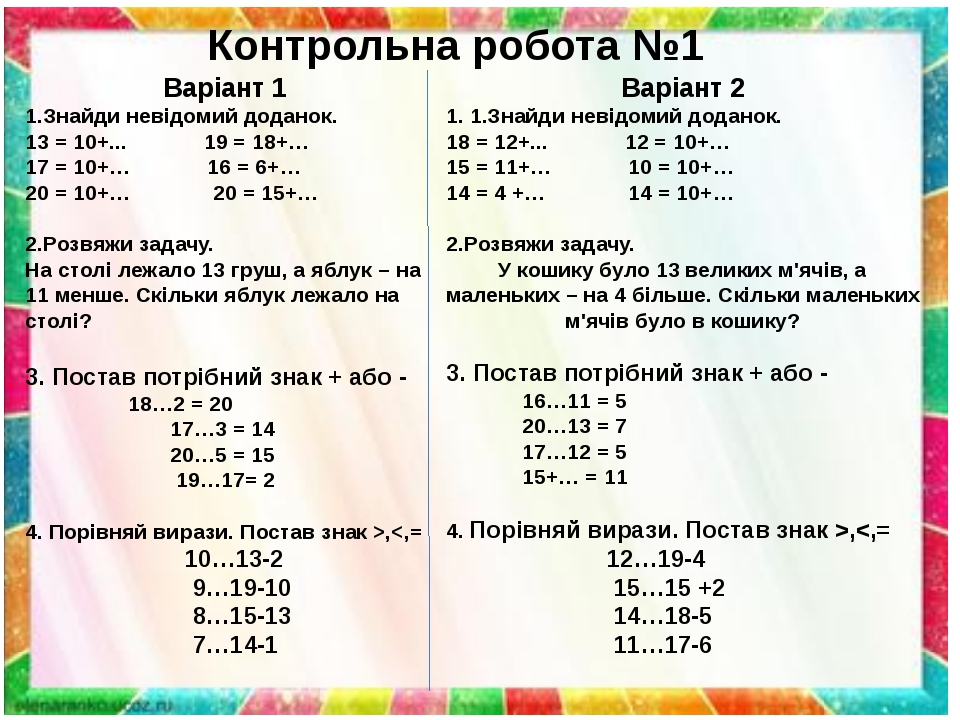 Контрольна робота №1
Варіант 1
1.Знайди невідомий доданок.
13 = 10+... 19 = 18+…
17 = 10+… 16 = 6+…
20 = 10+… 20 = 15+…
2.Розвяжи задачу.
На столі лежало 13 груш, а яблук – на
11 менше. Скільки яблук лежало на
столі?
3. Постав потрібний знак + або -
18…2 = 20
17…3 = 14
20…5 = 15
19…17= 2
4. Порівняй вирази. Постав знак >,<,=
10…13-2
9…19-10
8…15-13
7…14-1
Варіант 2
1. 1.Знайди невідомий доданок.
18 = 12+... 12 = 10+…
15 = 11+… 10 = 10+…
14 = 4 +… 14 = 10+…
2.Розвяжи задачу.
У кошику було 13 великих м'ячів, а
маленьких – на 4 більше. Скільки маленьких
м'ячів було в кошику?
3. Постав потрібний знак + або -
16…11 = 5
20…13 = 7
17…12 = 5
15+… = 11
4. Порівняй вирази. Постав знак >,<,=
12…19-4
15…15 +2
14…18-5
11…17-6
elenaranko.ucoz.ru